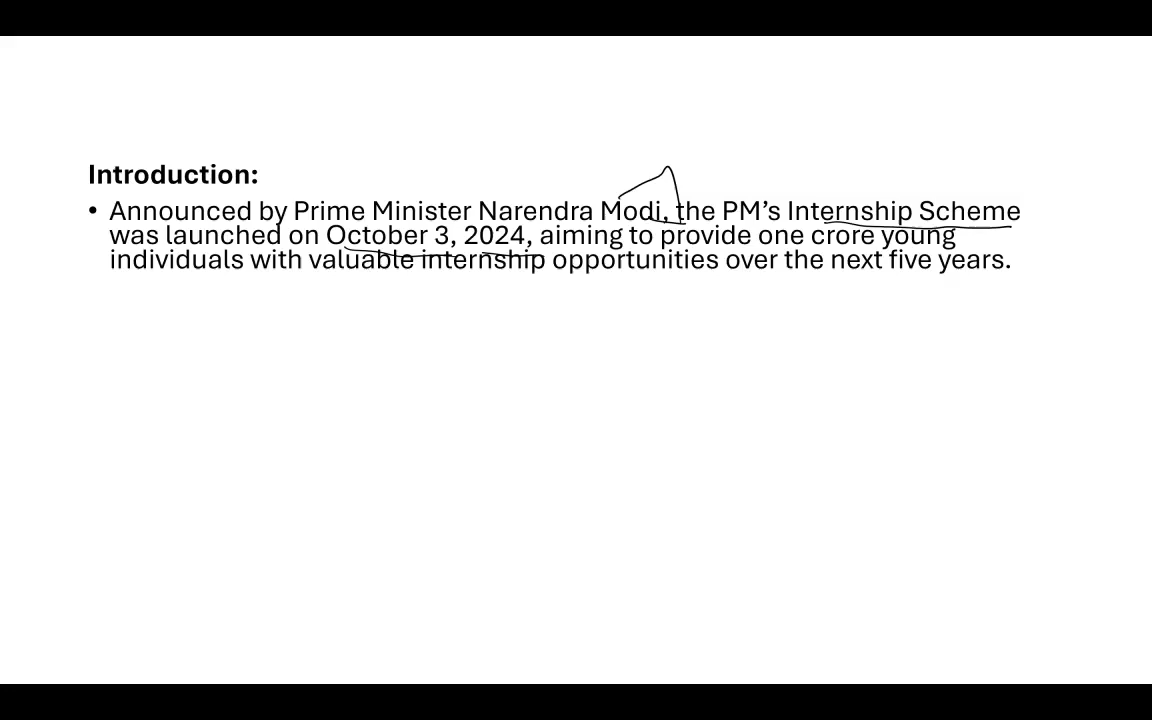 Introduction:
• Announced by Prime Minister Narendra Modi, the PM’s Internship Scheme
was launched on October 3, 2024, aiming to provide one crore young
individuals with valuable internship opportunities over the next five years.